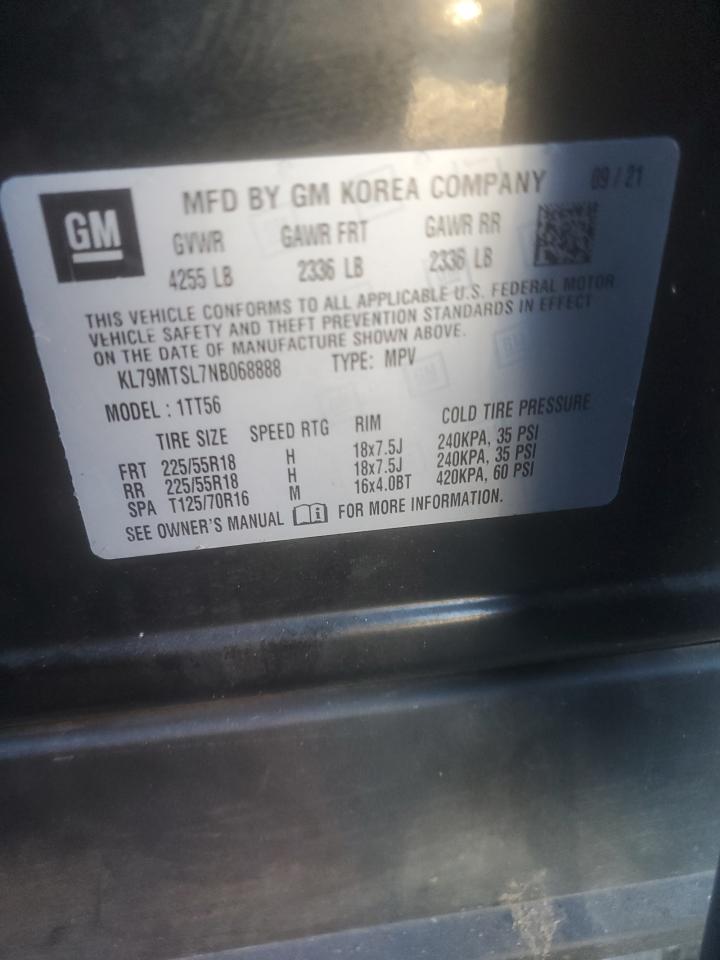 GM
MFD BY GM KOREA COMPANY 09 / 21
GVWR GAWR FRT GAWR RR
4255 LB 2336 LB 2336 LB
THIS VEHICLE CONFORMS TO ALL APPLICABLE U.S. FEDERAL MOTOR
VEHICLE SAFETY AND THEFT PREVENTION STANDARDS IN EFFECT
ON THE DATE OF MANUFACTURE SHOWN ABOVE.
KL79MTSL7NB068888 TYPE: MPV
MODEL : 1TT56
TIRE SIZE SPEED RTG RIM COLD TIRE PRESSURE
FRT 225/55R18 H 18x7.5J 240KPA, 35 PSI
RR 225/55R18 H 18x7.5J 240KPA, 35 PSI
SPA T125/70R16 M 16x4.0BT 420KPA, 60 PSI
SEE OWNER'S MANUAL FOR MORE INFORMATION.